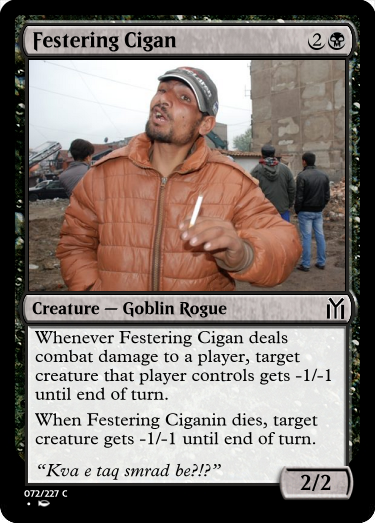 Festering Cigan 2
Creature — Goblin Rogue
Whenever Festering Cigan deals
combat damage to a player, target
creature that player controls gets -1/-1
until end of turn.
When Festering Ciganin dies, target
creature gets -1/-1 until end of turn.
“Kva e taq smrad be?!?”
2/2
072/227 C